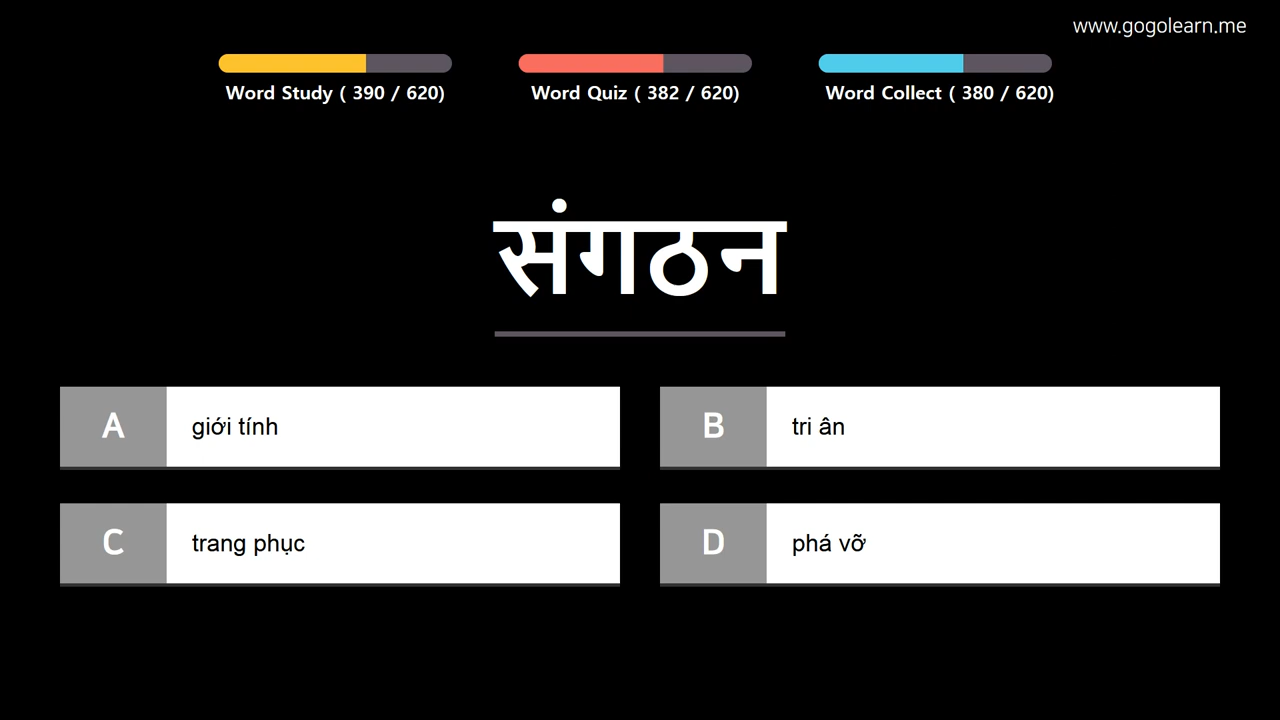 www.gogolearn.me
Word Study ( 390 / 620)
Word Quiz ( 382 / 620)
Word Collect ( 380 / 620)
संगठन
A giới tính
B tri ân
C trang phục
D phá vỡ